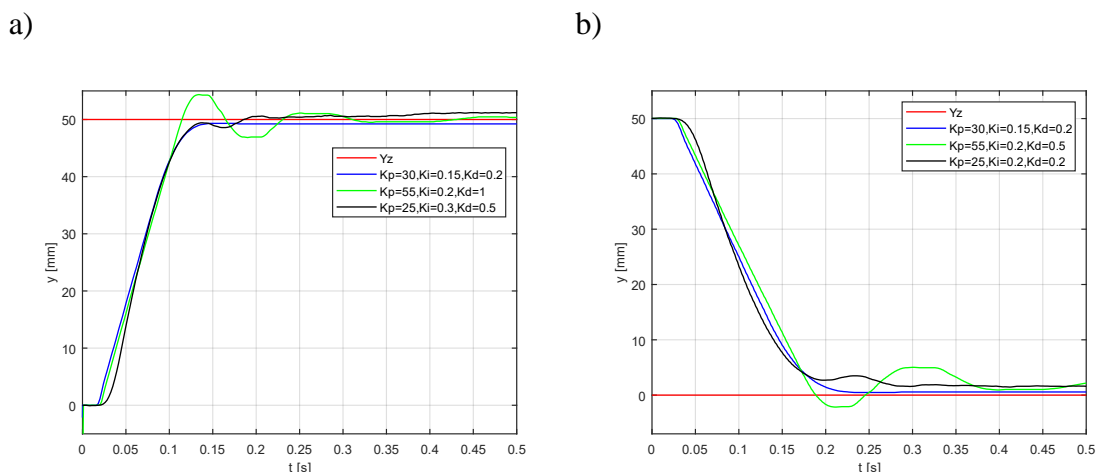 a)
b)
50
40
30
20
10
0
y [mm]
0
0.05
0.1
0.15
0.2
0.25
0.3
0.35
0.4
0.45
0.5
t [s]
Yz
Kp=30,Ki=0.15,Kd=0.2
Kp=55,Ki=0.2,Kd=1
Kp=25,Ki=0.3,Kd=0.5
50
40
30
20
10
0
y [mm]
0
0.05
0.1
0.15
0.2
0.25
0.3
0.35
0.4
0.45
0.5
t [s]
Yz
Kp=30,Ki=0.15,Kd=0.2
Kp=55,Ki=0.2,Kd=0.5
Kp=25,Ki=0.2,Kd=0.2